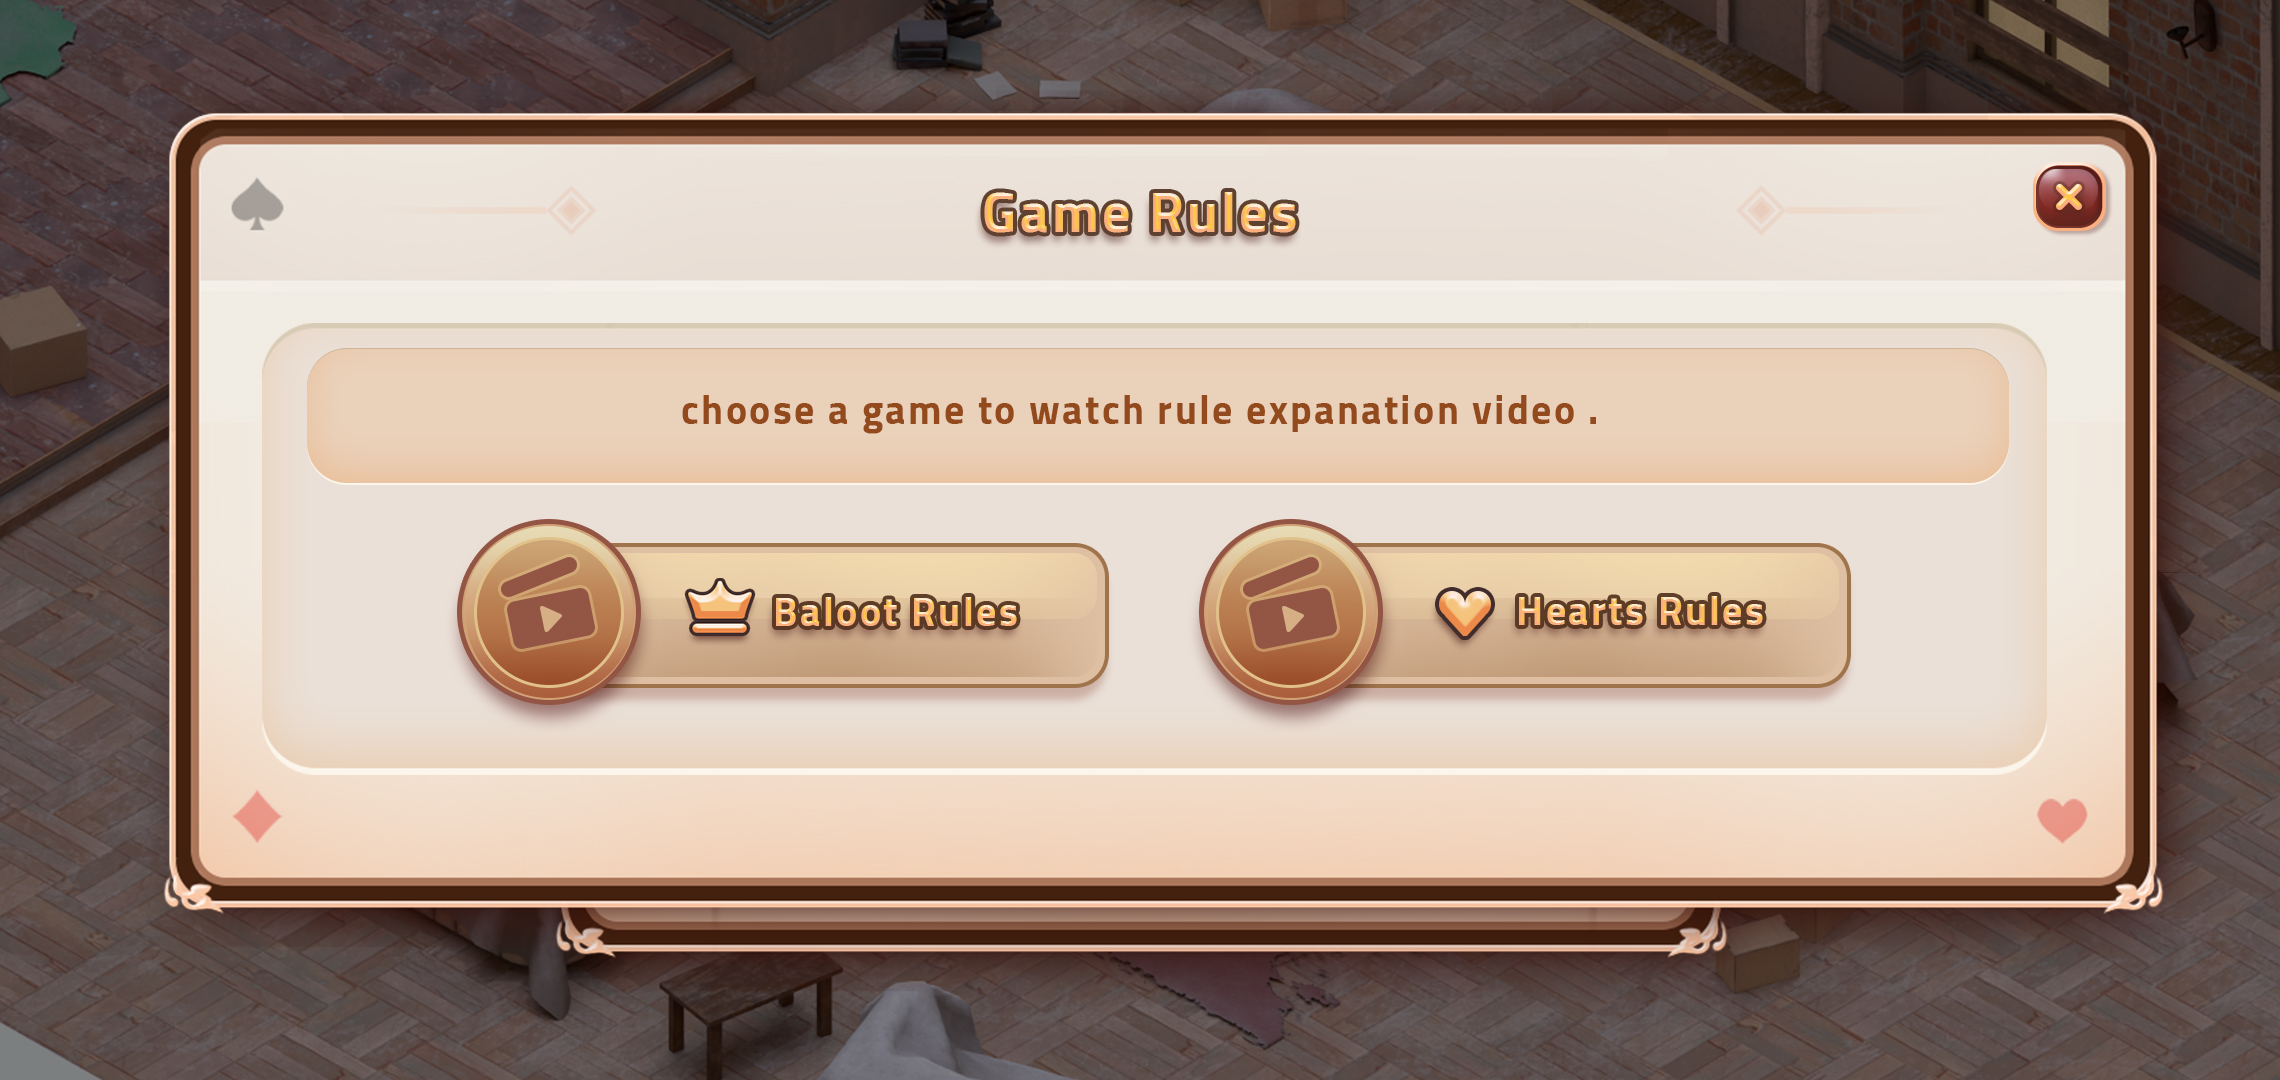 Game Rules
choose a game to watch rule expanation video .
Baloot Rules
Hearts Rules